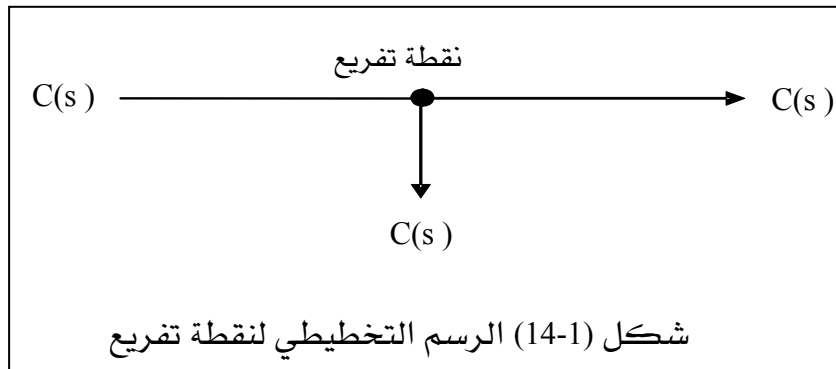 نقطة تفريع
C(s )
C(s )
C(s )
شكل (1-14) الرسم التخطيطي لنقطة تفريع